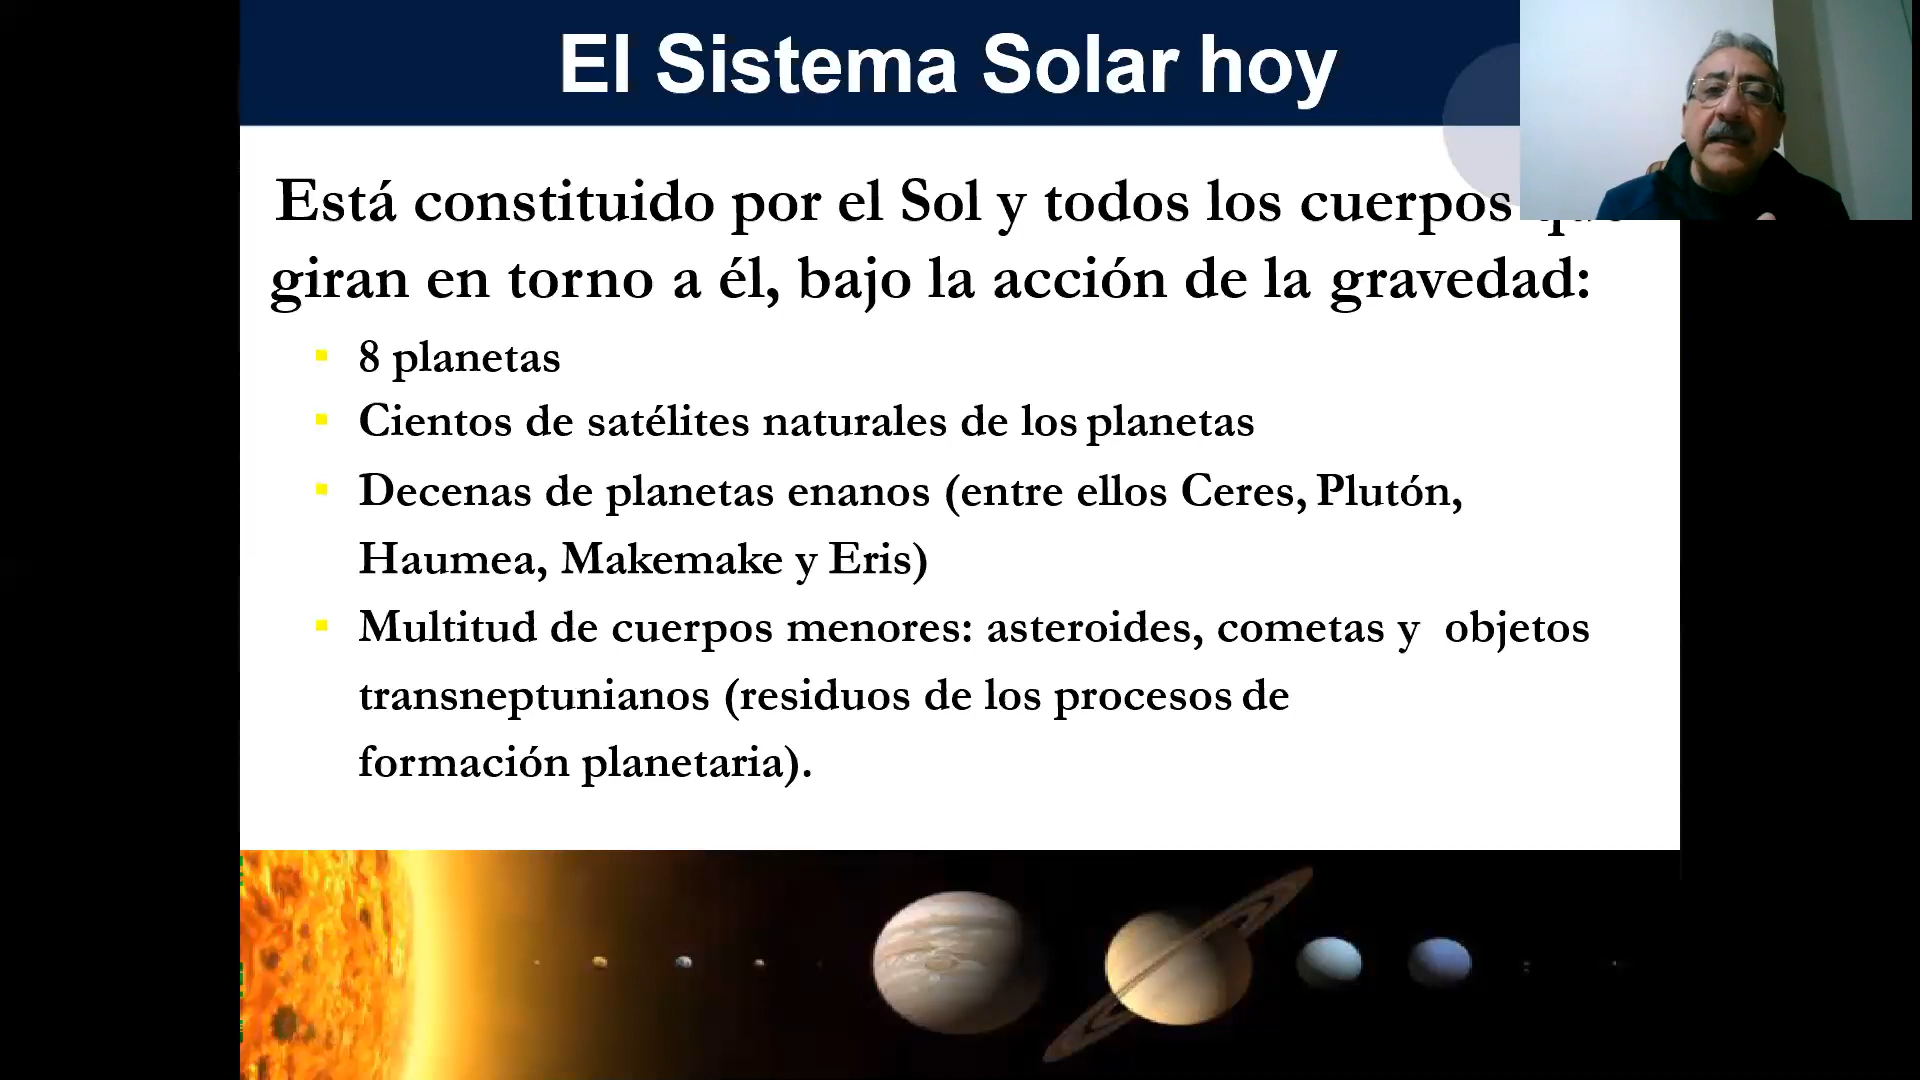 El Sistema Solar hoy
Está constituido por el Sol y todos los cuerpos
giran en torno a él, bajo la acción de la gravedad:
8 planetas
Cientos de satélites naturales de los planetas
Decenas de planetas enanos (entre ellos Ceres, Plutón,
Haumea, Makemake y Eris)
Multitud de cuerpos menores: asteroides, cometas y objetos
transneptunianos (residuos de los procesos de
formación planetaria).